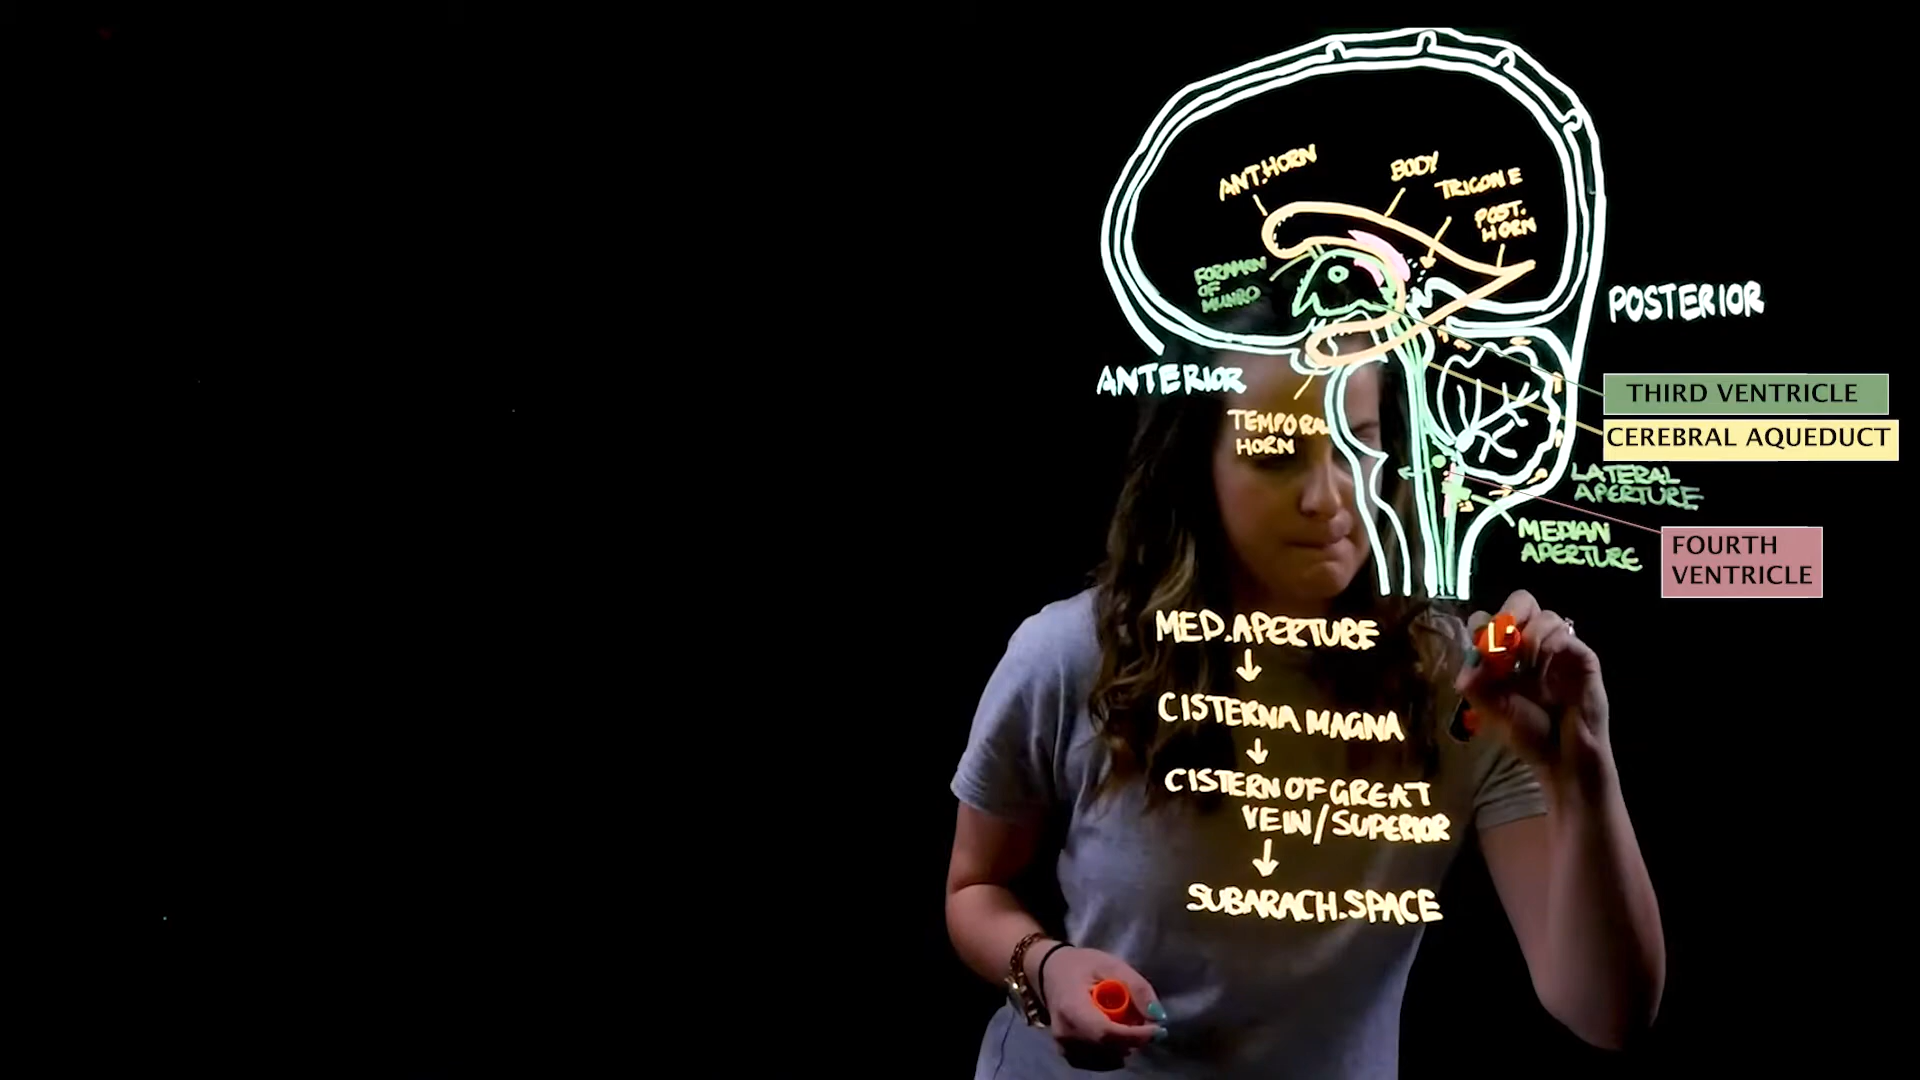 ANT.HORN
BODY
TRIGONE
POST.
HORN
FORAMEN
OF
MUNRO
POSTERIOR
ANTERIOR
THIRD VENTRICLE
CEREBRAL AQUEDUCT
TEMPORAL
HORN
LATERAL
APERTURE
MEDIAN
APERTURE
FOURTH
VENTRICLE
MED.APERTURE
L
CISTERNA MAGNA
CISTERN OF GREAT
VEIN/SUPERIOR
SUBARACH.SPACE